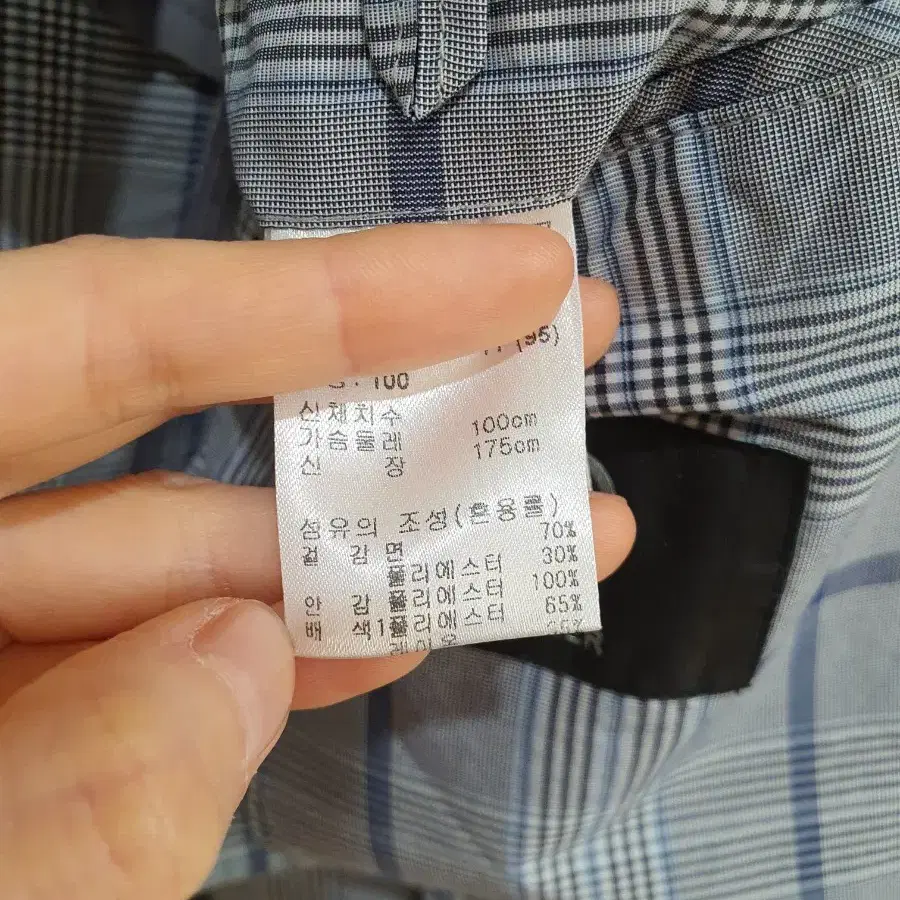 (95)
: 100
신체치수
가슴둘레 100cm
신 장 175cm
섬유의 조성(혼용률)
겉 감 면 70%
폴리에스터 30%
안 감 폴리에스터 100%
배 색1 폴리에스터 65%